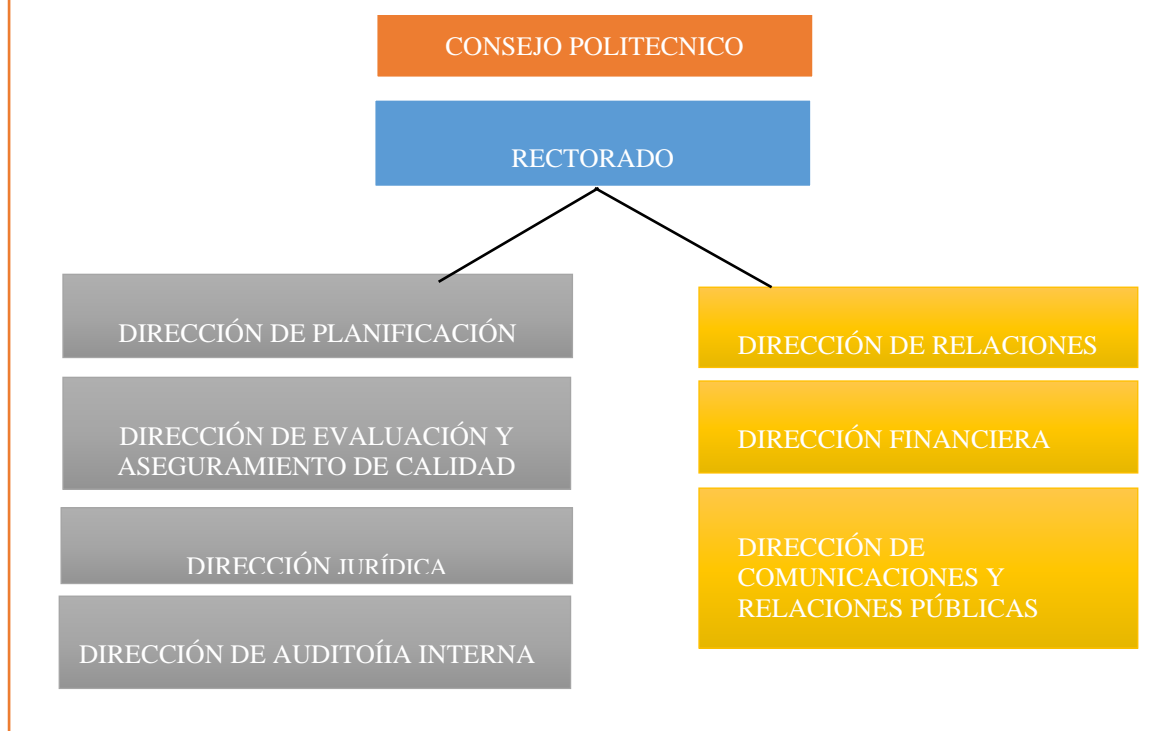 CONSEJO POLITECNICO
RECTORADO
DIRECCIÓN DE PLANIFICACIÓN
DIRECCIÓN DE EVALUACIÓN Y
ASEGURAMIENTO DE CALIDAD
DIRECCIÓN JURÍDICA
DIRECCIÓN DE AUDITOÍIA INTERNA
DIRECCIÓN DE RELACIONES
DIRECCIÓN FINANCIERA
DIRECCIÓN DE
COMUNICACIONES Y
RELACIONES PÚBLICAS